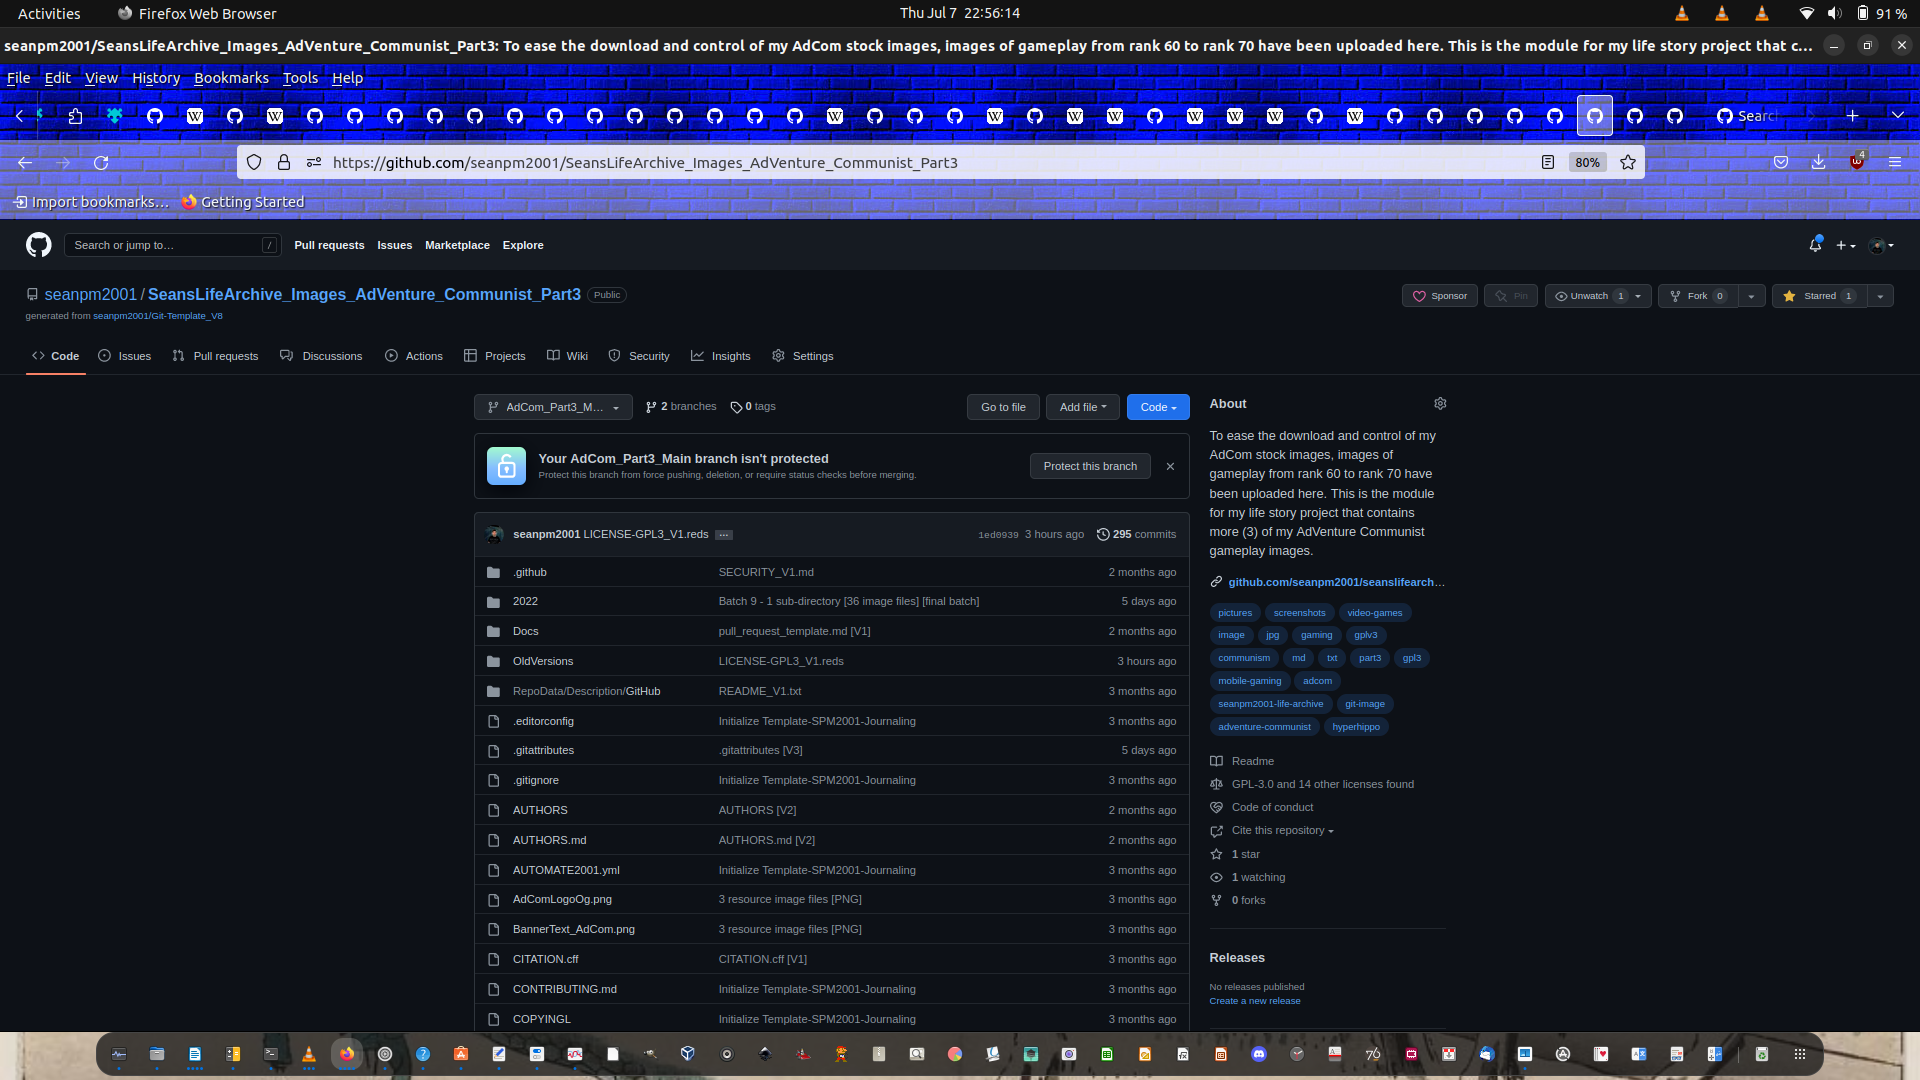 Activities
Firefox Web Browser
Thu Jul 7 22:56:14
91 %
seanpm2001/SeansLifeArchive_Images_AdVenture_Communist_Part3: To ease the download and control of my AdCom stock images, images of gameplay from rank 60 to rank 70 have been uploaded here. This is the module for my life story project that c...
File Edit View History Bookmarks Tools Help
Search
https://github.com/seanpm2001/SeansLifeArchive_Images_AdVenture_Communist_Part3
80%
4
Import bookmarks...
Getting Started
Search or jump to... /
Pull requests Issues Marketplace Explore
seanpm2001 / SeansLifeArchive_Images_AdVenture_Communist_Part3 Public
Sponsor Pin Unwatch 1 Fork 0 Starred 1
generated from seanpm2001/Git-Template_V8
Code Issues Pull requests Discussions Actions Projects Wiki Security Insights Settings
AdCom_Part3_M... 2 branches 0 tags Go to file Add file Code
Your AdCom_Part3_Main branch isn't protected
Protect this branch from force pushing, deletion, or require status checks before merging.
Protect this branch
seanpm2001 LICENSE-GPL3_V1.reds ... 1ed0939 3 hours ago 295 commits
.github SECURITY_V1.md 2 months ago
2022 Batch 9 - 1 sub-directory [36 image files] [final batch] 5 days ago
Docs pull_request_template.md [V1] 2 months ago
OldVersions LICENSE-GPL3_V1.reds 3 hours ago
RepoData/Description/GitHub README_V1.txt 3 months ago
.editorconfig Initialize Template-SPM2001-Journaling 3 months ago
.gitattributes .gitattributes [V3] 5 days ago
.gitignore Initialize Template-SPM2001-Journaling 3 months ago
AUTHORS AUTHORS [V2] 2 months ago
AUTHORS.md AUTHORS.md [V2] 2 months ago
AUTOMATE2001.yml Initialize Template-SPM2001-Journaling 3 months ago
AdComLogoOg.png 3 resource image files [PNG] 3 months ago
BannerText_AdCom.png 3 resource image files [PNG] 3 months ago
CITATION.cff CITATION.cff [V1] 3 months ago
CONTRIBUTING.md Initialize Template-SPM2001-Journaling 3 months ago
COPYINGL Initialize Template-SPM2001-Journaling 3 months ago
About
To ease the download and control of my
AdCom stock images, images of
gameplay from rank 60 to rank 70 have
been uploaded here. This is the module
for my life story project that contains
more (3) of my AdVenture Communist
gameplay images.
github.com/seanpm2001/seanslifearch...
pictures screenshots video-games
image jpg gaming gplv3
communism md txt part3 gpl3
mobile-gaming adcom
seanpm2001-life-archive git-image
adventure-communist hyperhippo
Readme
GPL-3.0 and 14 other licenses found
Code of conduct
Cite this repository
1 star
1 watching
0 forks
Releases
No releases published
Create a new release